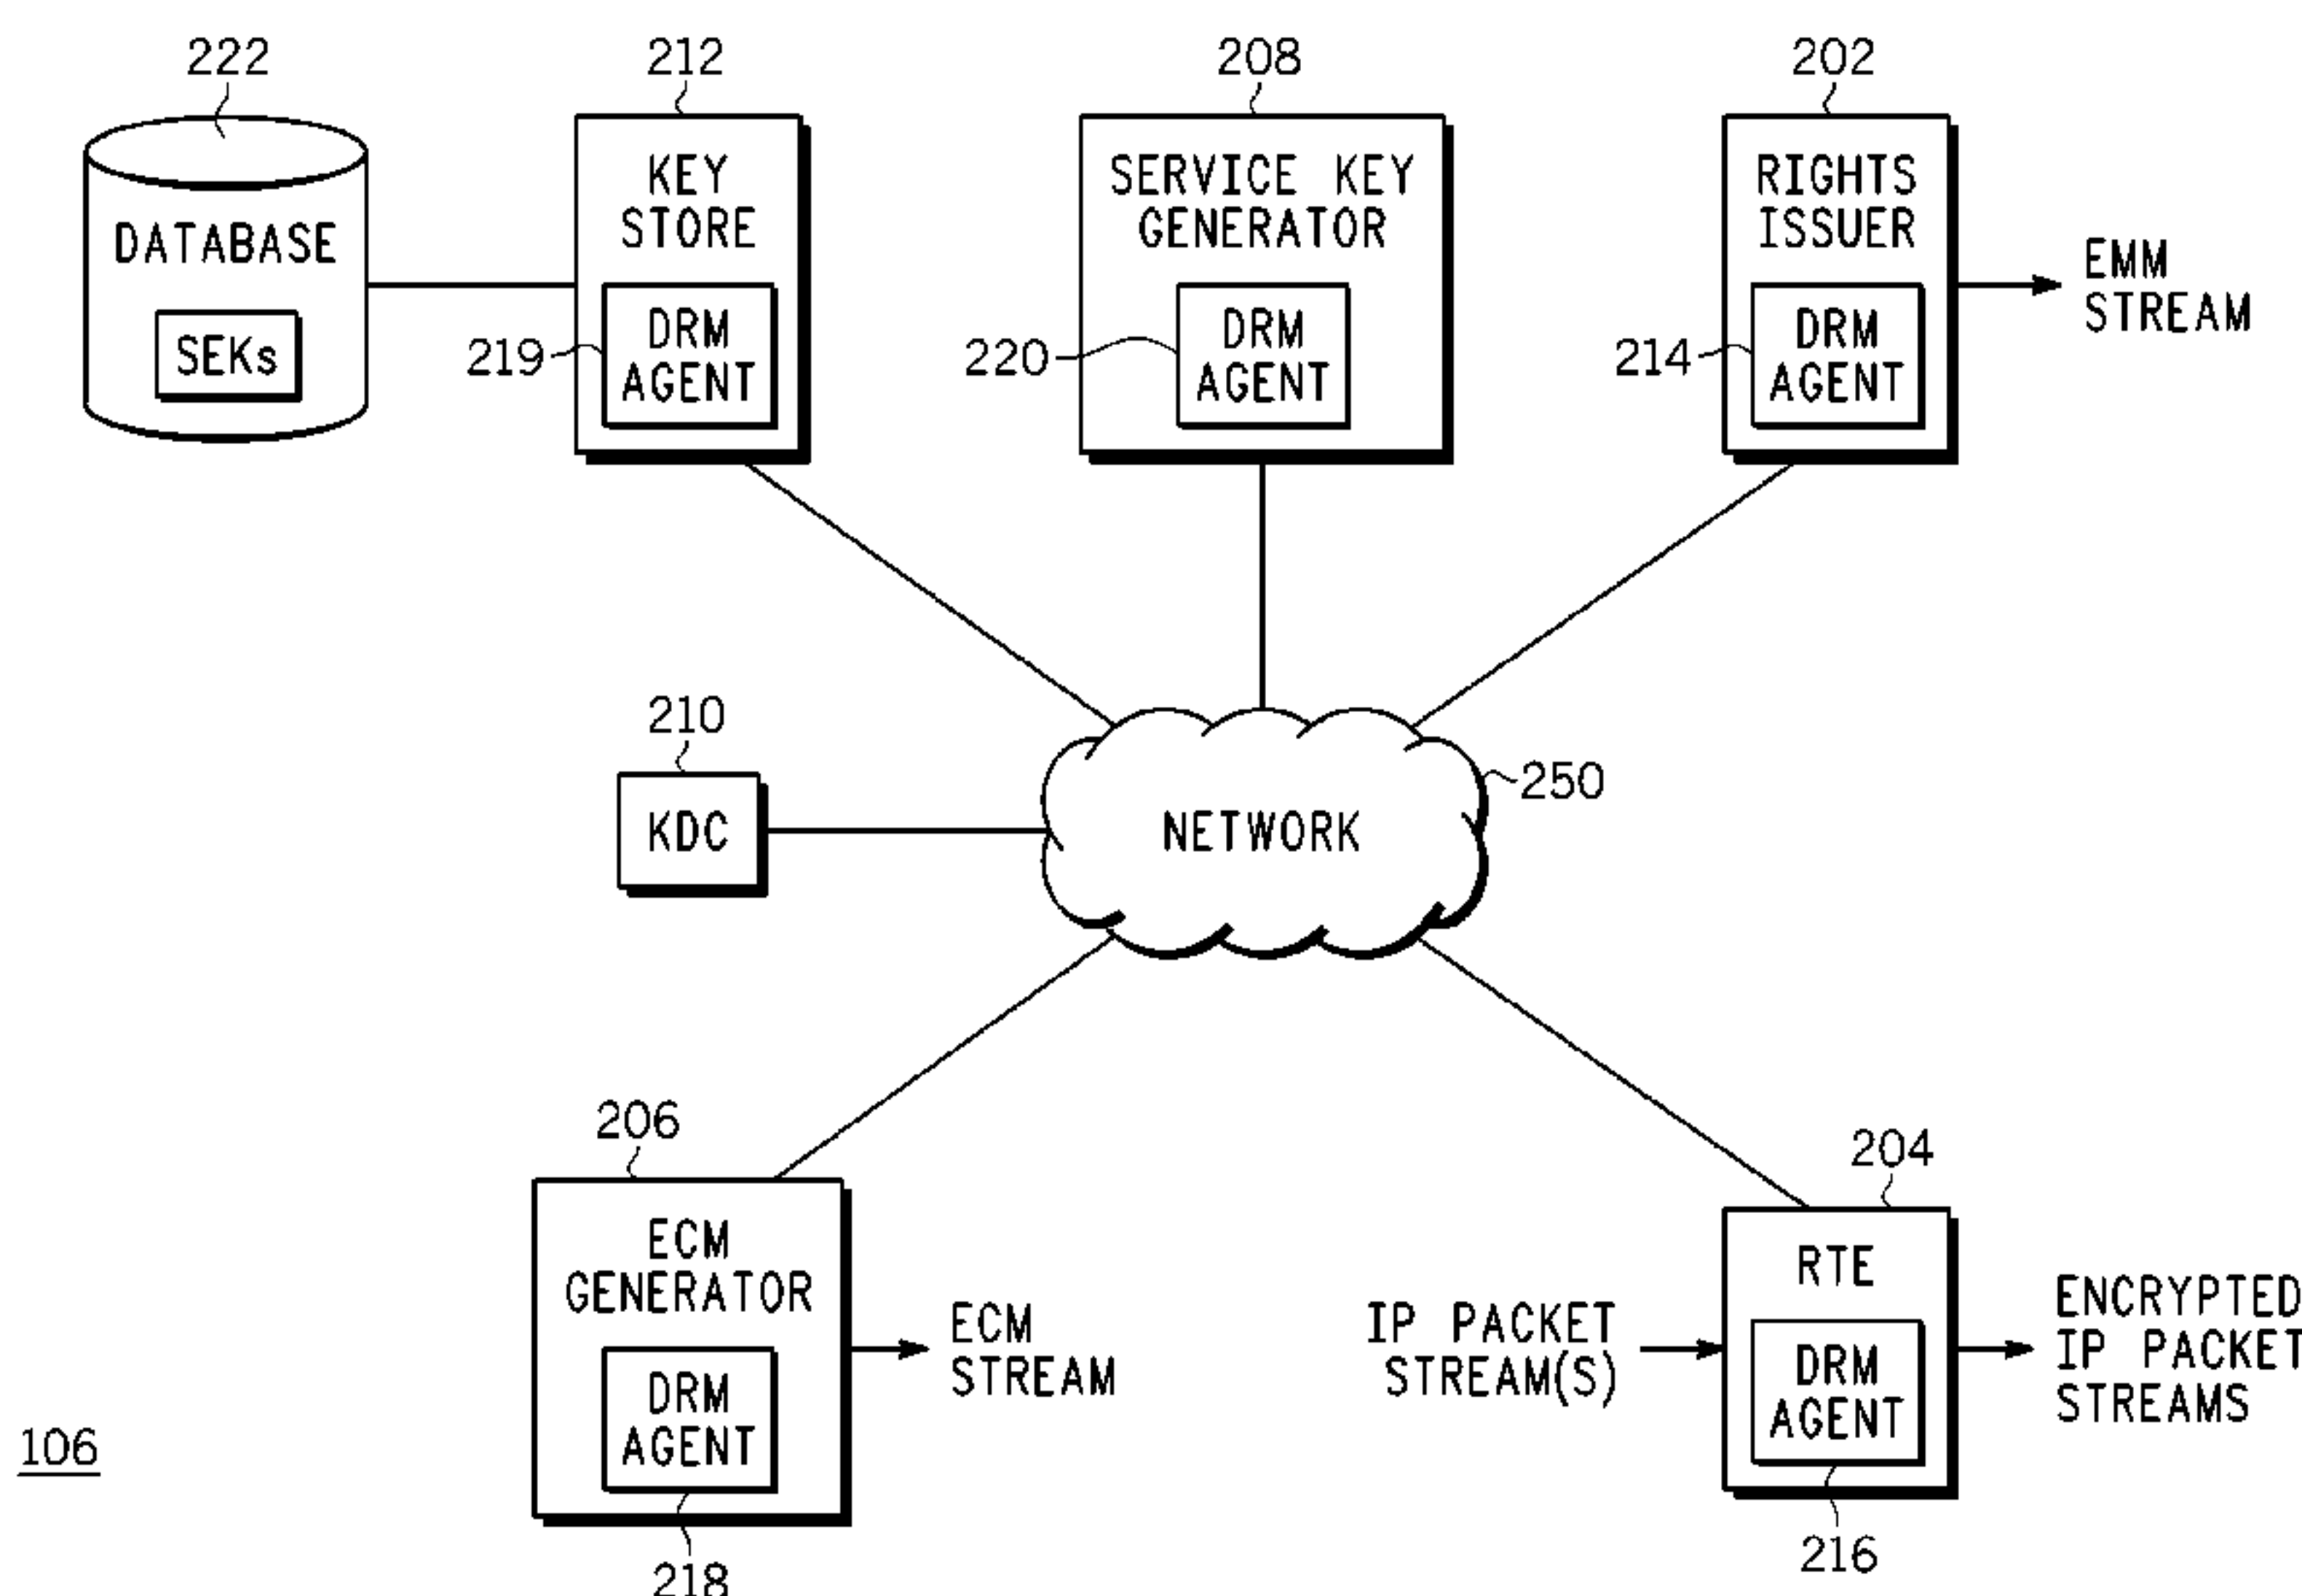 222
212
208
202
DATABASE
SEKs
KEY
STORE
DRM
AGENT
219
SERVICE KEY
GENERATOR
DRM
AGENT
220
RIGHTS
ISSUER
DRM
AGENT
214
EMM
STREAM
210
KDC
NETWORK
250
206
ECM
GENERATOR
DRM
AGENT
218
ECM
STREAM
204
RTE
DRM
AGENT
216
IP PACKET
STREAM(S)
ENCRYPTED
IP PACKET
STREAMS
106